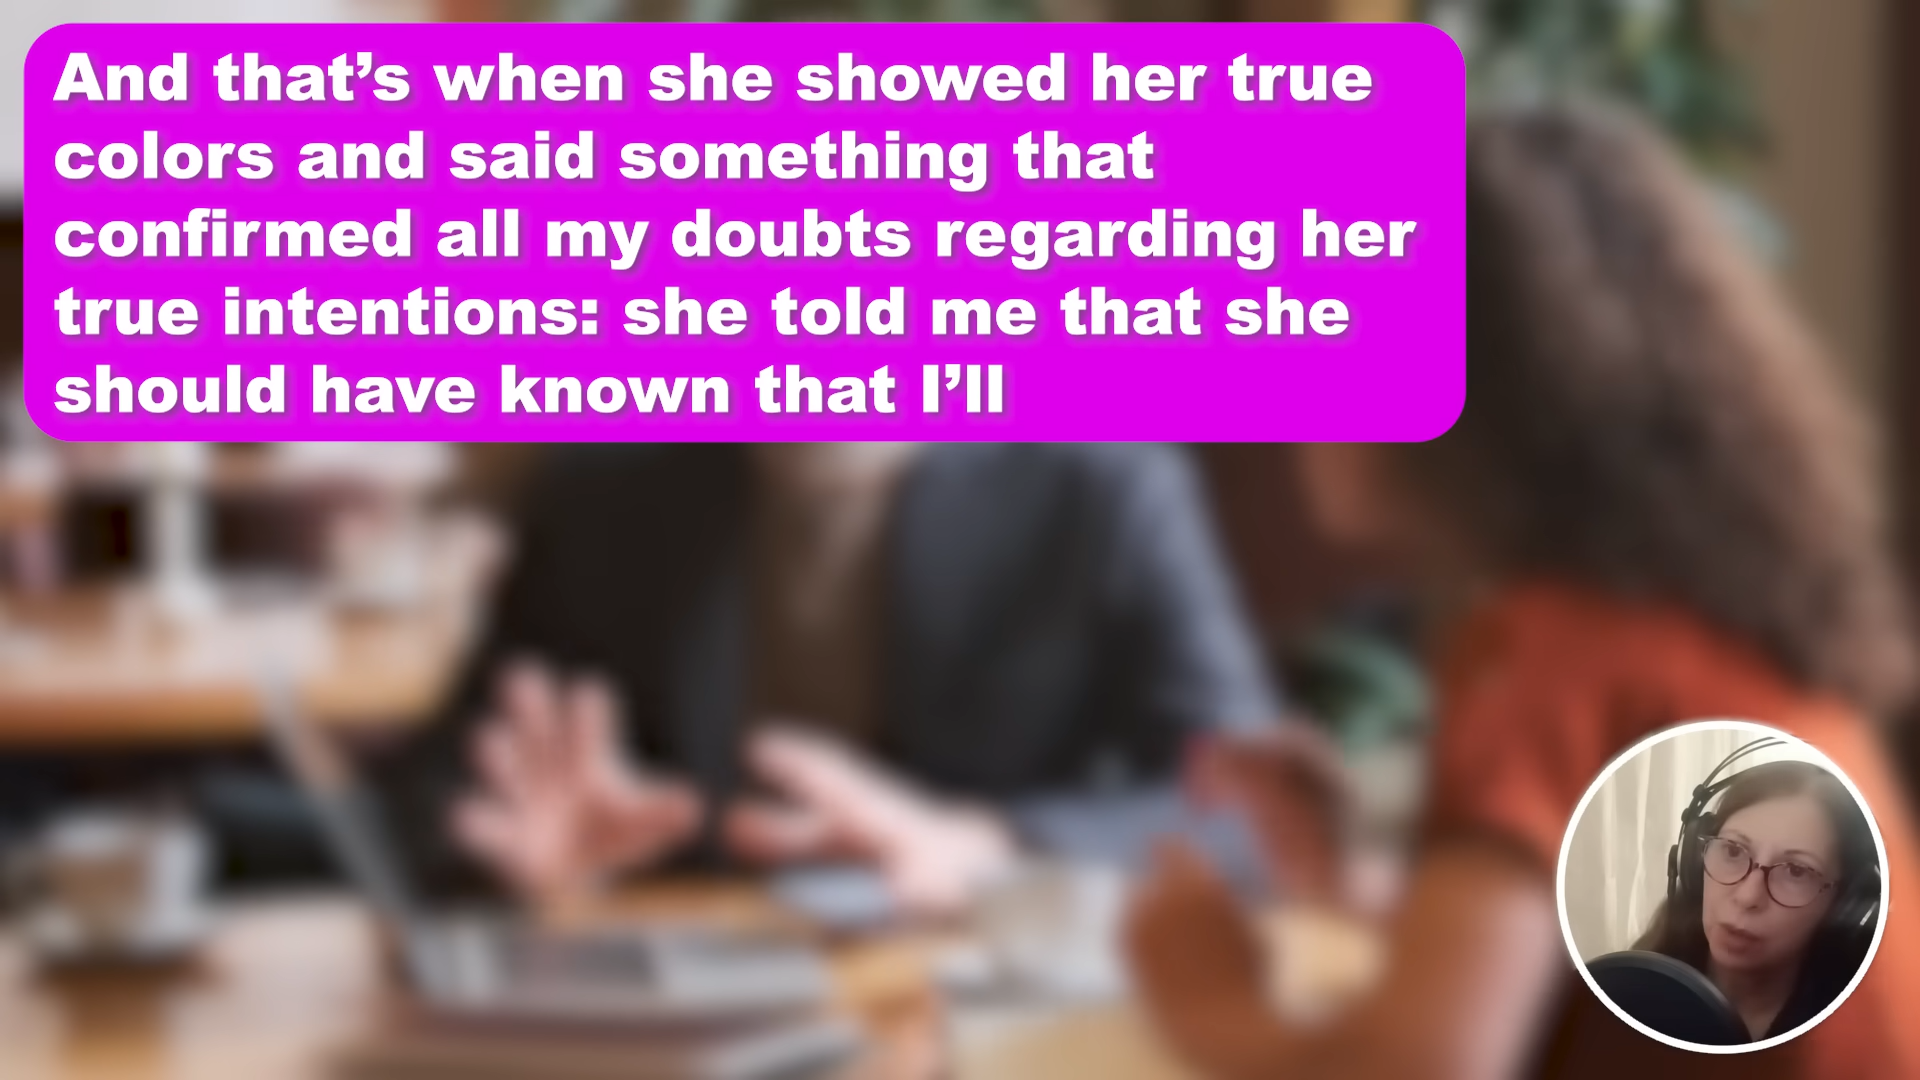 And that’s when she showed her true
colors and said something that
confirmed all my doubts regarding her
true intentions: she told me that she
should have known that I’ll